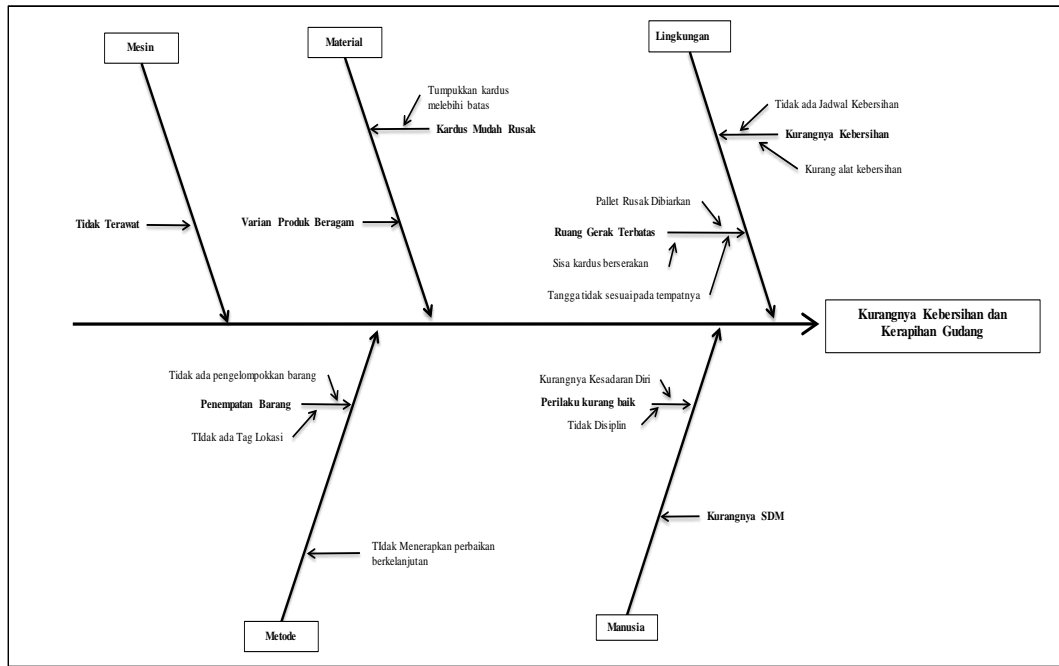 Mesin
Material
Lingkungan
Tumpukkan kardus
melebihi batas
Kardus Mudah Rusak
Tidak ada Jadwal Kebersihan
Kurangnya Kebersihan
Kurang alat kebersihan
Tidak Terawat
Varian Produk Beragam
Pallet Rusak Dibiarkan
Ruang Gerak Terbatas
Sisa kardus berserakan
Tangga tidak sesuai pada tempatnya
Kurangnya Kebersihan dan
Kerapihan Gudang
Tidak ada pengelompokkan barang
Penempatan Barang
TIdak ada Tag Lokasi
Kurangnya Kesadaran Diri
Perilaku kurang baik
Tidak Disiplin
Kurangnya SDM
TIdak Menerapkan perbaikan
berkelanjutan
Metode
Manusia